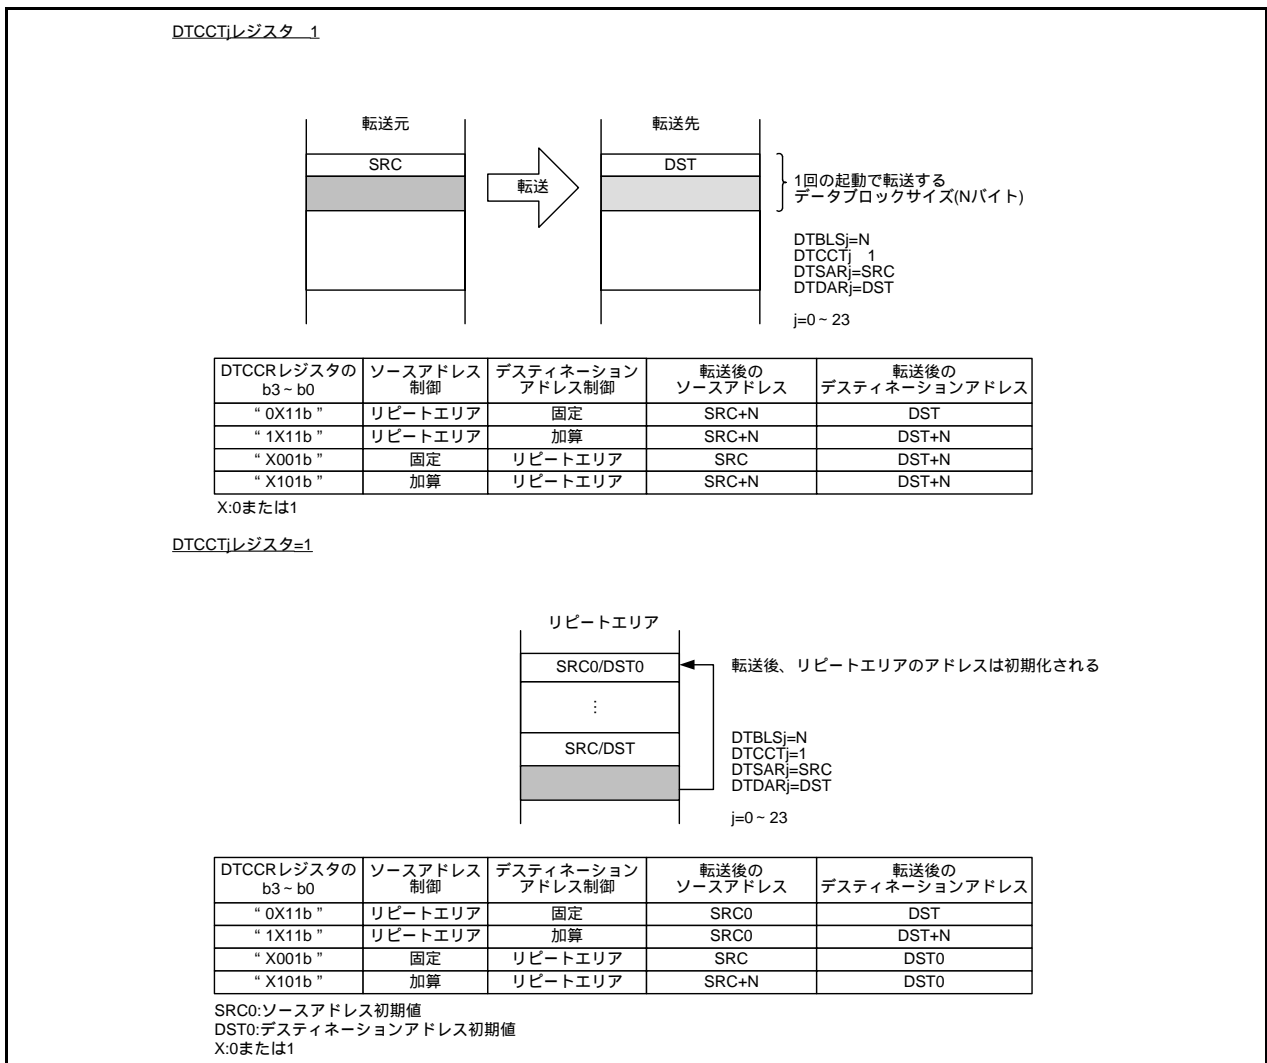 DTCCTjレジスタ　1
転送元
転送先
SRC
DST
転送
1回の起動で転送する
データブロックサイズ(Nバイト)
DTBLSj=N
DTCCTj　1
DTSARj=SRC
DTDARj=DST
j=0~23
DTCCRレジスタの b3~b0 ソースアドレス制御 デスティネーションアドレス制御 転送後のソースアドレス 転送後のデスティネーションアドレス
“0X11b” リピートエリア 固定 SRC+N DST
“1X11b” リピートエリア 加算 SRC+N DST+N
“X001b” 固定 リピートエリア SRC DST+N
“X101b” 加算 リピートエリア SRC+N DST+N
X:0または1
DTCCTjレジスタ=1
リピートエリア
SRC0/DST0
転送後、リピートエリアのアドレスは初期化される
⋮
SRC/DST
DTBLSj=N
DTCCTj=1
DTSARj=SRC
DTDARj=DST
j=0~23
DTCCRレジスタの b3~b0 ソースアドレス制御 デスティネーションアドレス制御 転送後のソースアドレス 転送後のデスティネーションアドレス
“0X11b” リピートエリア 固定 SRC0 DST
“1X11b” リピートエリア 加算 SRC0 DST+N
“X001b” 固定 リピートエリア SRC DST0
“X101b” 加算 リピートエリア SRC+N DST0
SRC0:ソースアドレス初期値
DST0:デスティネーションアドレス初期値
X:0または1